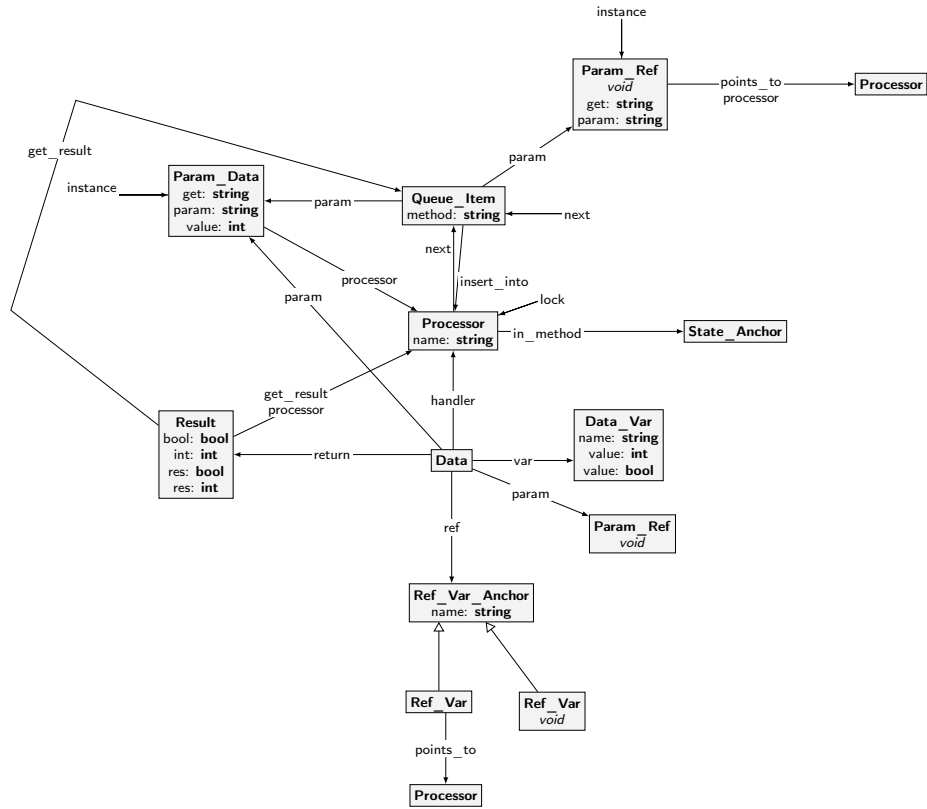 instance
Param_Ref
void
get: string
param: string
points_to
processor
Processor
get_result
param
instance
Param_Data
get: string
param: string
value: int
param
Queue_Item
method: string
next
next
insert_into
processor
param
lock
Processor
name: string
in_method
State_Anchor
get_result
processor
handler
Result
bool: bool
int: int
res: bool
res: int
return
Data
var
Data_Var
name: string
value: int
value: bool
param
Param_Ref
void
ref
Ref_Var_Anchor
name: string
Ref_Var
Ref_Var
void
points_to
Processor